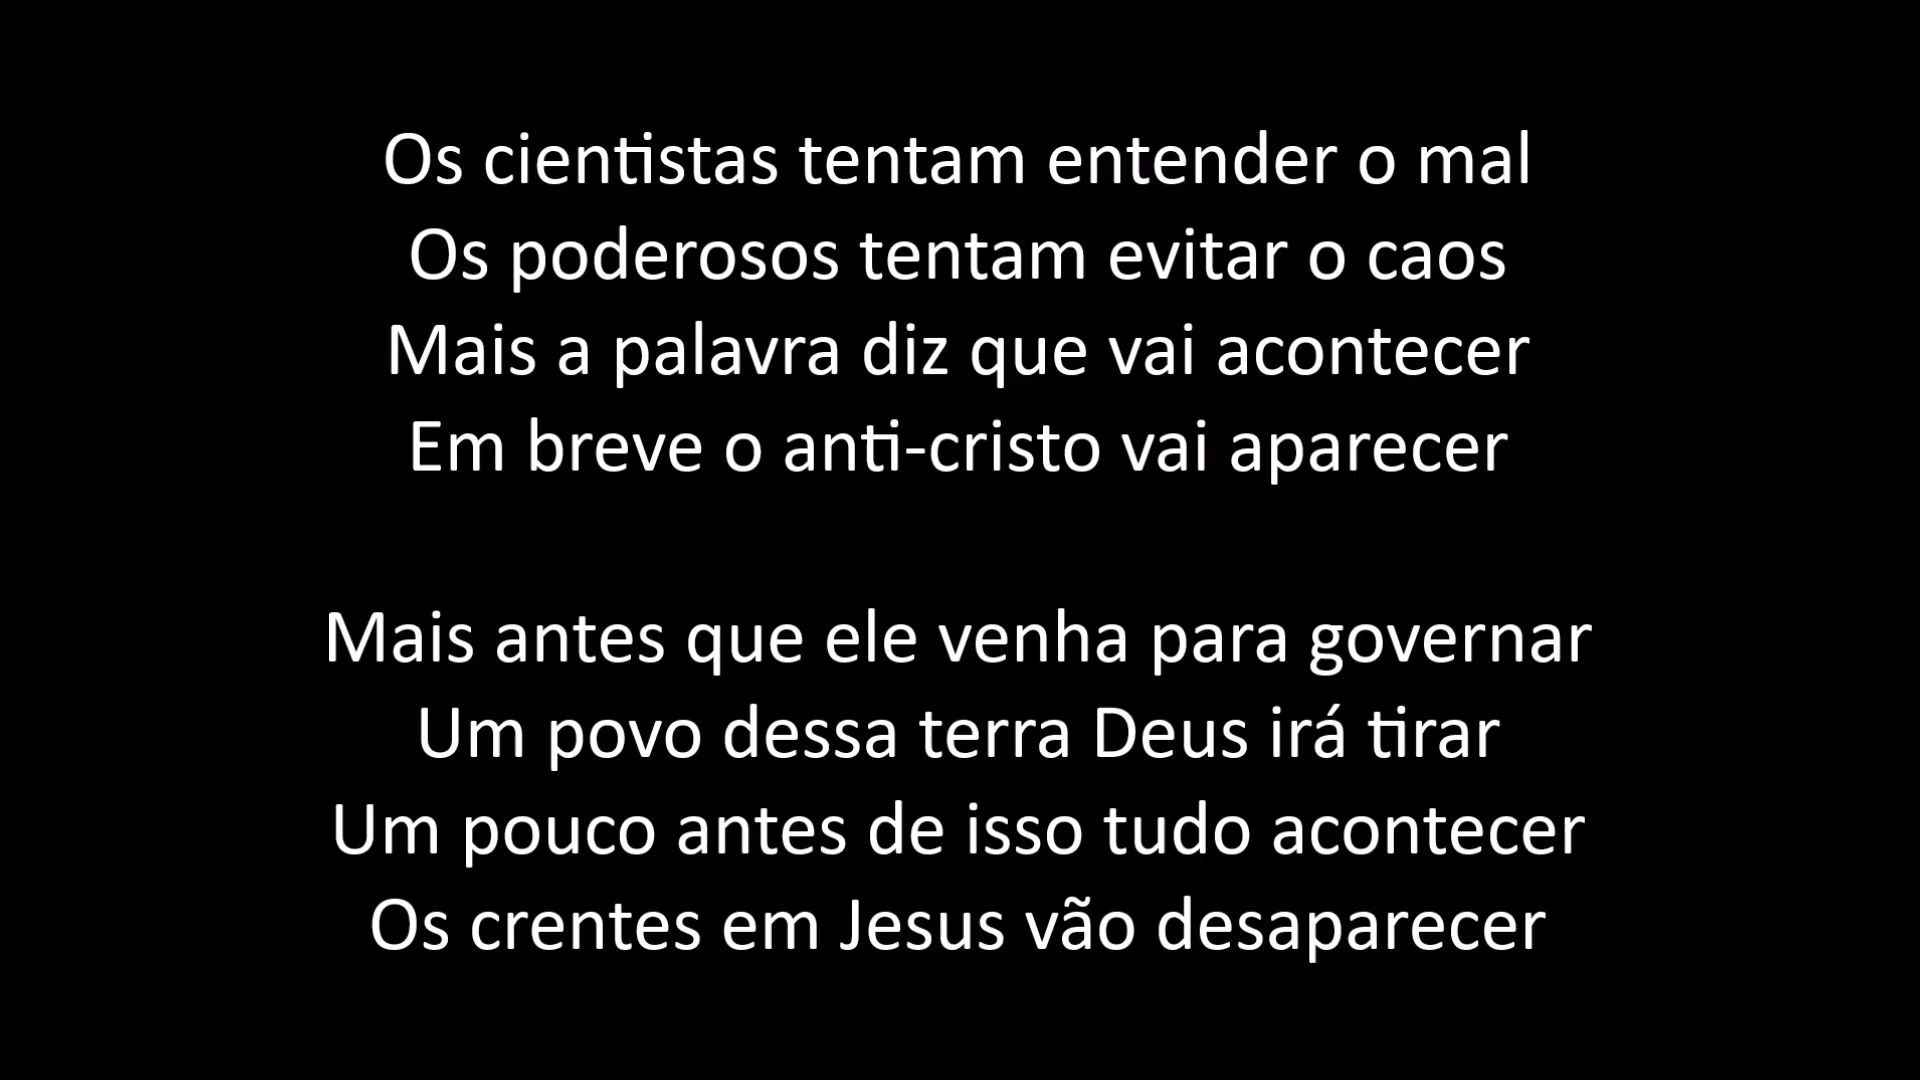 Os cientistas tentam entender o mal
Os poderosos tentam evitar o caos
Mais a palavra diz que vai acontecer
Em breve o anti-cristo vai aparecer
Mais antes que ele venha para governar
Um povo dessa terra Deus irá tirar
Um pouco antes de isso tudo acontecer
Os crentes em Jesus vão desaparecer